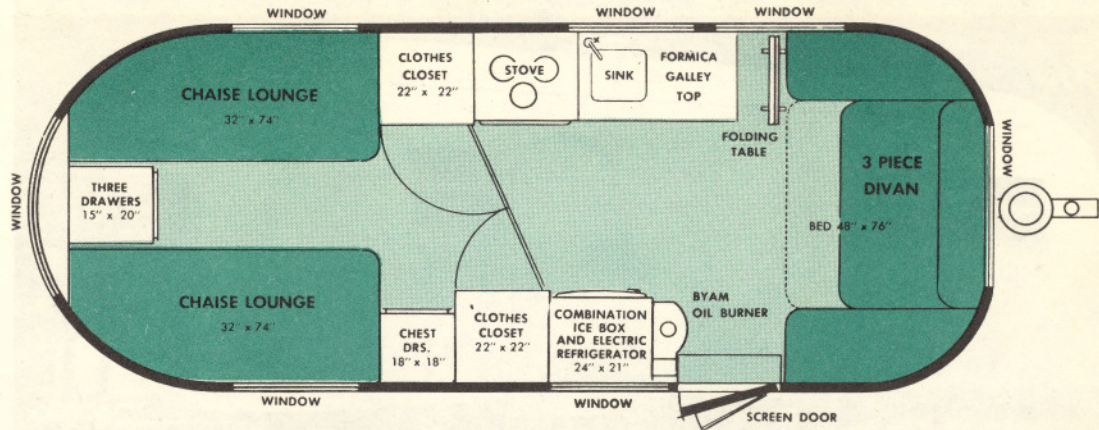 WINDOW
WINDOW
WINDOW
CHAISE LOUNGE
32" x 74"
CLOTHES
CLOSET
22" x 22"
STOVE
SINK
FORMICA
GALLEY
TOP
FOLDING
TABLE
WINDOW
3 PIECE
DIVAN
BED 48" x 76"
WINDOW
THREE
DRAWERS
15" x 20"
CHAISE LOUNGE
32" x 74"
CHEST
DRS.
18" x 18"
CLOTHES
CLOSET
22" x 22"
COMBINATION
ICE BOX
AND ELECTRIC
REFRIGERATOR
24" x 21"
BYAM
OIL BURNER
WINDOW
WINDOW
SCREEN DOOR